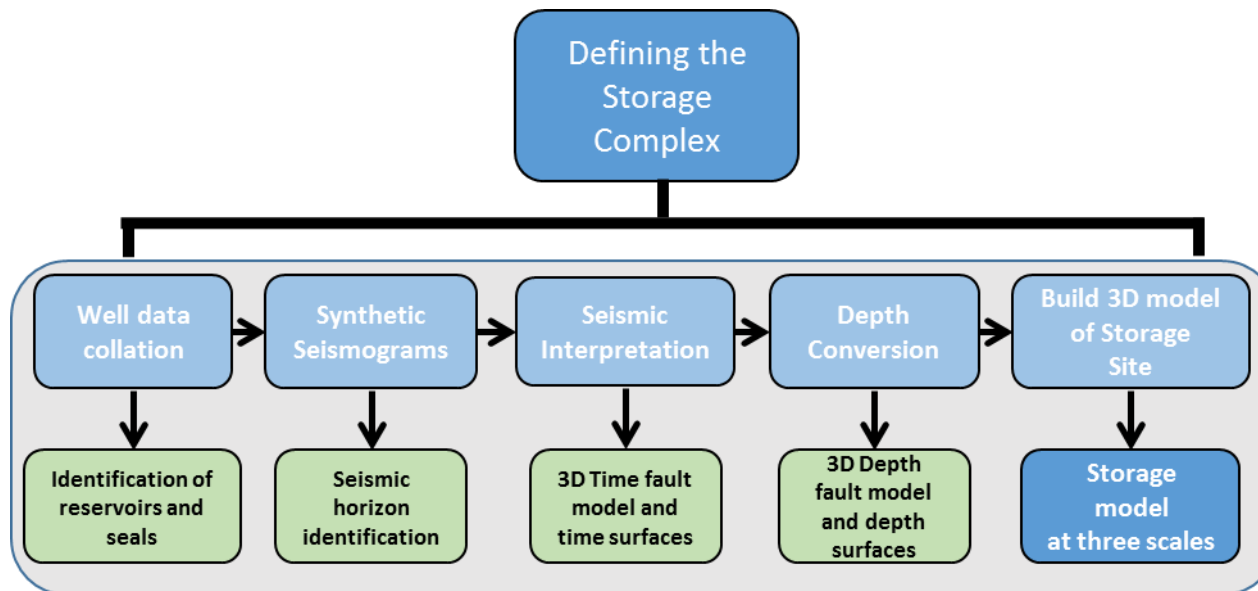 Defining the
Storage
Complex
Well data
collation
Synthetic
Seismograms
Seismic
Interpretation
Depth
Conversion
Build 3D model
of Storage
Site
Identification of
reservoirs and
seals
Seismic
horizon
identification
3D Time fault
model and
time surfaces
3D Depth
fault model
and depth
surfaces
Storage
model
at three scales